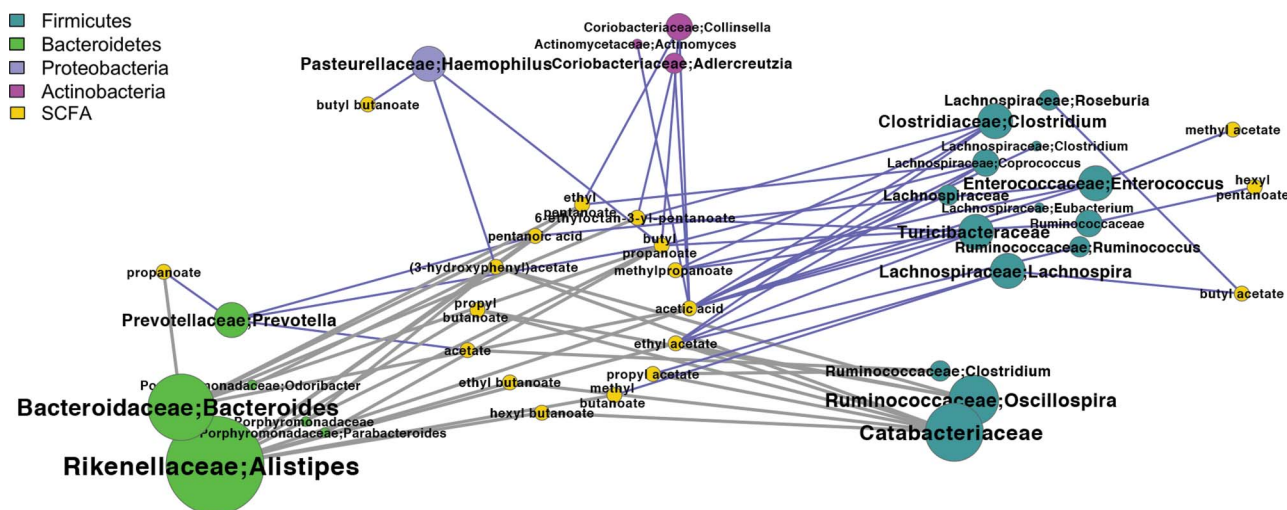 Firmicutes
Bacteroidetes
Proteobacteria
Actinobacteria
SCFA
Coriobacteriaceae;Collinsella
Actinomycetaceae;Actinomyces
Pasteurellaceae;Haemophilus
Coriobacteriaceae;Adlercreutzia
butyl butanoate
Lachnospiraceae;Roseburia
Clostridiaceae;Clostridium
methyl acetate
Lachnospiraceae;Clostridium
Lachnospiraceae;Coprococcus
Enterococcaceae;Enterococcus
hexyl
pentanoate
Lachnospiraceae
ethyl
pentanoate
Lachnospiraceae;Eubacterium
6-ethyloctan-3-yl-pentanoate
Ruminococcaceae
Turicibacteraceae
pentanoic acid
butyl
propanoate
Ruminococcaceae;Ruminococcus
(3-hydroxyphenyl)acetate
methylpropanoate
Lachnospiraceae;Lachnospira
propanoate
butyl acetate
propyl
butanoate
acetic acid
Prevotellaceae;Prevotella
ethyl acetate
acetate
propyl acetate
Ruminococcaceae;Clostridium
ethyl butanoate
methyl
butanoate
Bacteroidaceae;Bacteroides
Ruminococcaceae;Oscillospira
hexyl butanoate
Porphyromonadaceae
Porphyromonadaceae;Parabacteroides
Catabacteriaceae
Rikenellaceae;Alistipes